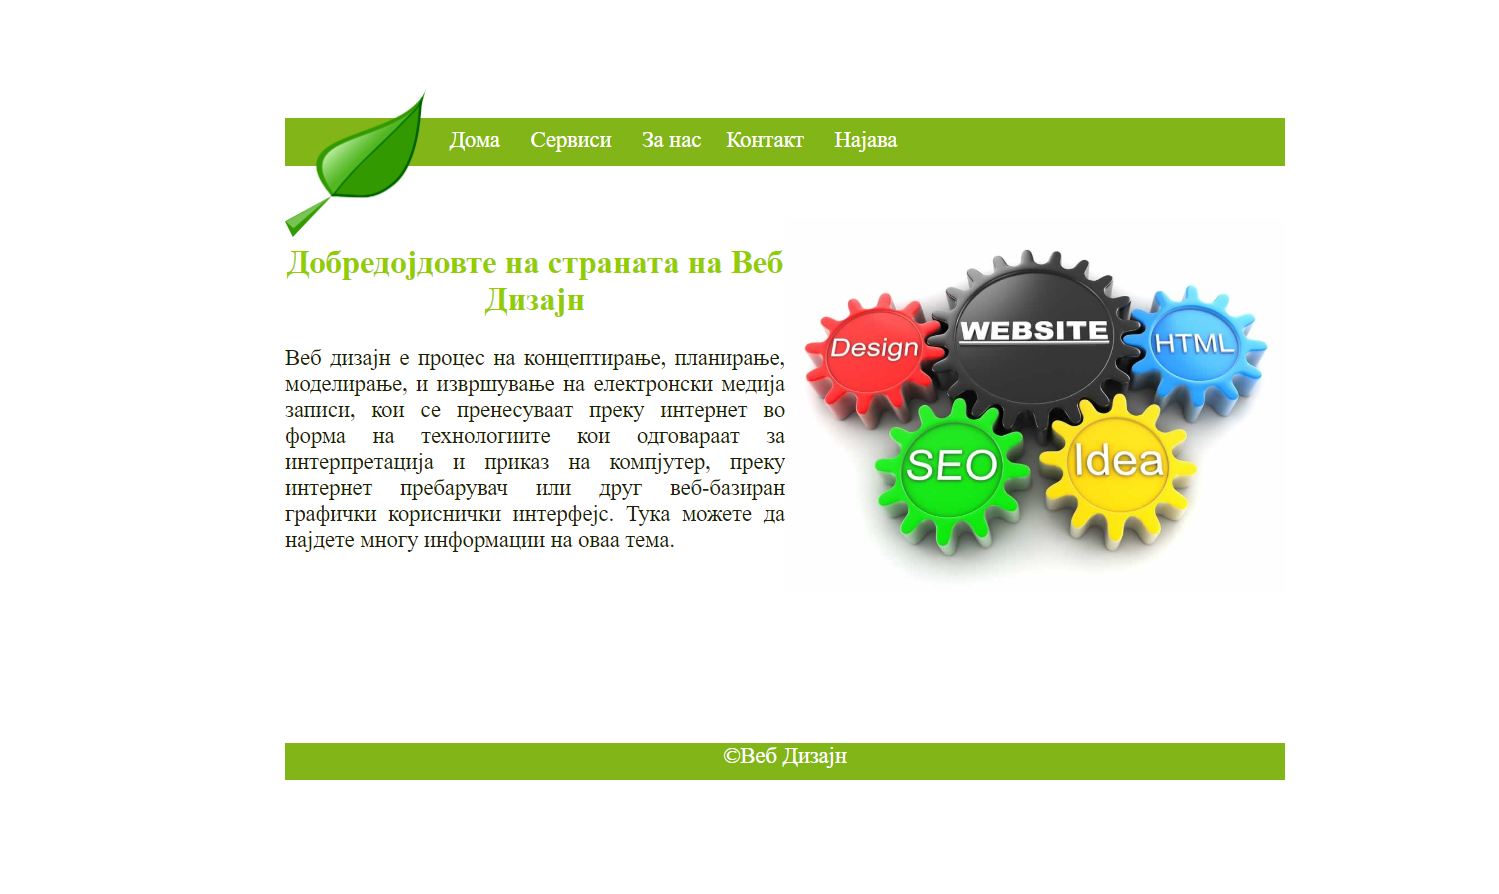 Дома Сервиси За нас Контакт Најава
Добредојдовте на страната на Веб
Дизајн
Веб дизајн е процес на концептирање, планирање,
моделирање, и извршување на електронски медија
записи, кои се пренесуваат преку интернет во
форма на технологиите кои одговараат за
интерпретација и приказ на компјутер, преку
интернет пребарувач или друг веб-базиран
графички кориснички интерфејс. Тука можете да
најдете многу информации на оваа тема.
Design
WEBSITE
HTML
SEO
Idea
©Веб Дизајн